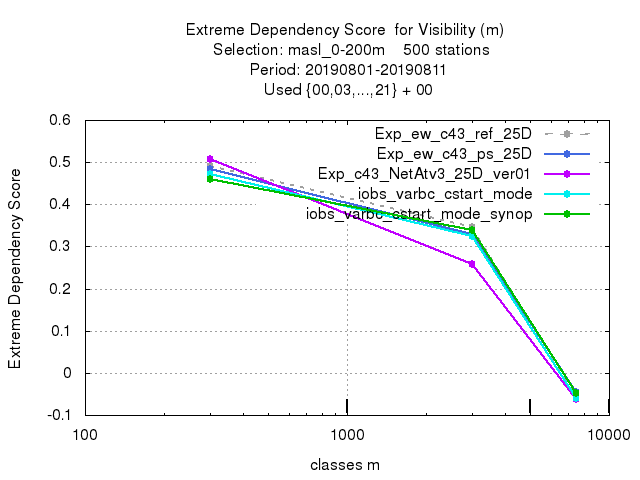 Extreme Dependency Score  for Visibility (m)
Selection: masl_0-200m    500 stations
Period: 20190801-20190811
Used {00,03,...,21} + 00
Extreme Dependency Score
0.6
0.5
0.4
0.3
0.2
0.1
0
-0.1
Exp_ew_c43_ref_25D
Exp_ew_c43_ps_25D
Exp_c43_NetAtv3_25D_ver01
iobs_varbc_cstart_mode
iobs_varbc_cstart_mode_synop
100 1000 10000
classes m